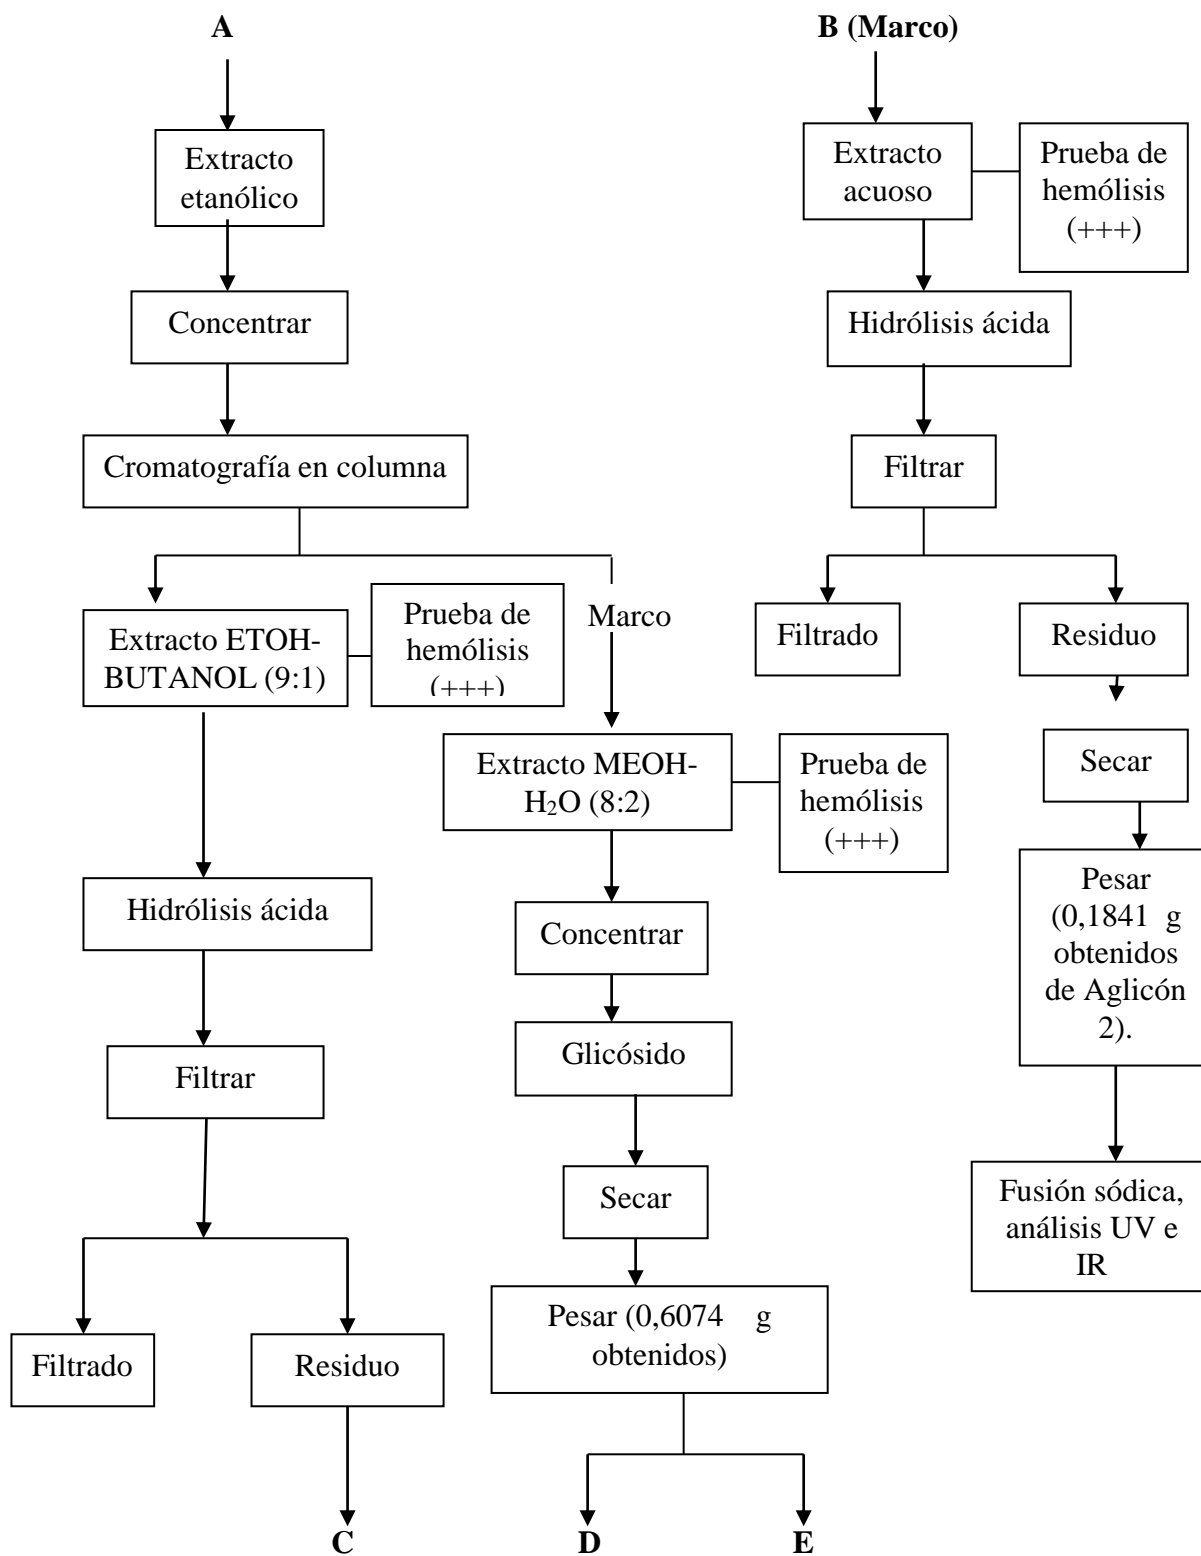 A
B (Marco)
Extracto
etanólico
Extracto
acuoso
Prueba de
hemólisis
(+++)
Concentrar
Hidrólisis ácida
Cromatografía en columna
Filtrar
Extracto ETOH-
BUTANOL (9:1)
Prueba de
hemólisis
(+++)
Marco
Filtrado
Residuo
Extracto MEOH-
H₂O (8:2)
Prueba de
hemólisis
(+++)
Secar
Hidrólisis ácida
Concentrar
Pesar
(0,1841 g
obtenidos
de Aglicón
2).
Filtrar
Glicósido
Secar
Fusión sódica,
análisis UV e
IR
Filtrado
Residuo
Pesar (0,6074 g
obtenidos)
C
D
E